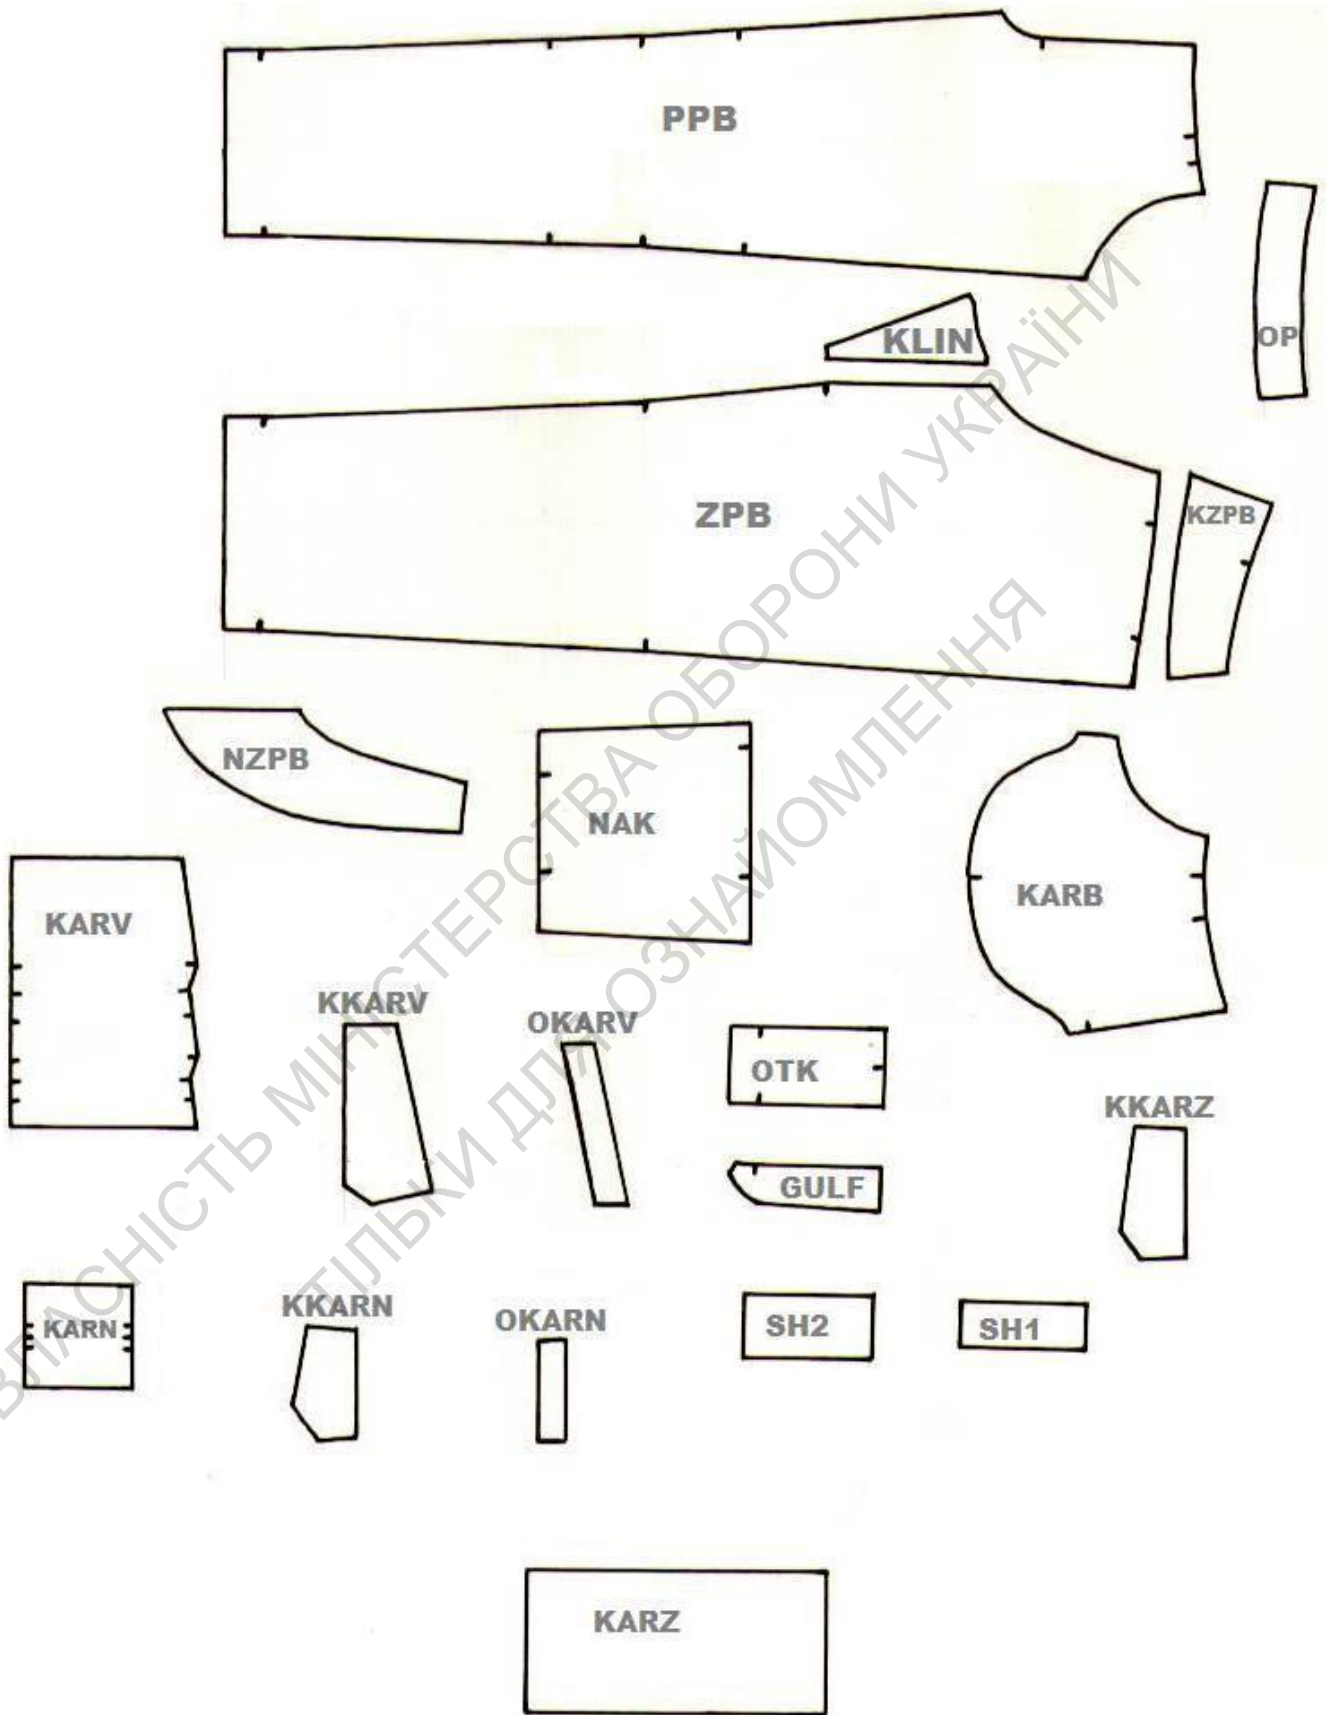 PPB
KLIN
OP
ZPB
KZPB
NZPB
NAK
KARB
KARV
KKARV
OKARV
OTK
KKARZ
GULF
KARN
KKARN
OKARN
SH2
SH1
KARZ
ВЛАСНІСТЬ МІНІСТЕРСТВА ОБОРОНИ УКРАЇНИ
ТІЛЬКИ ДЛЯ ОЗНАЙОМЛЕННЯ